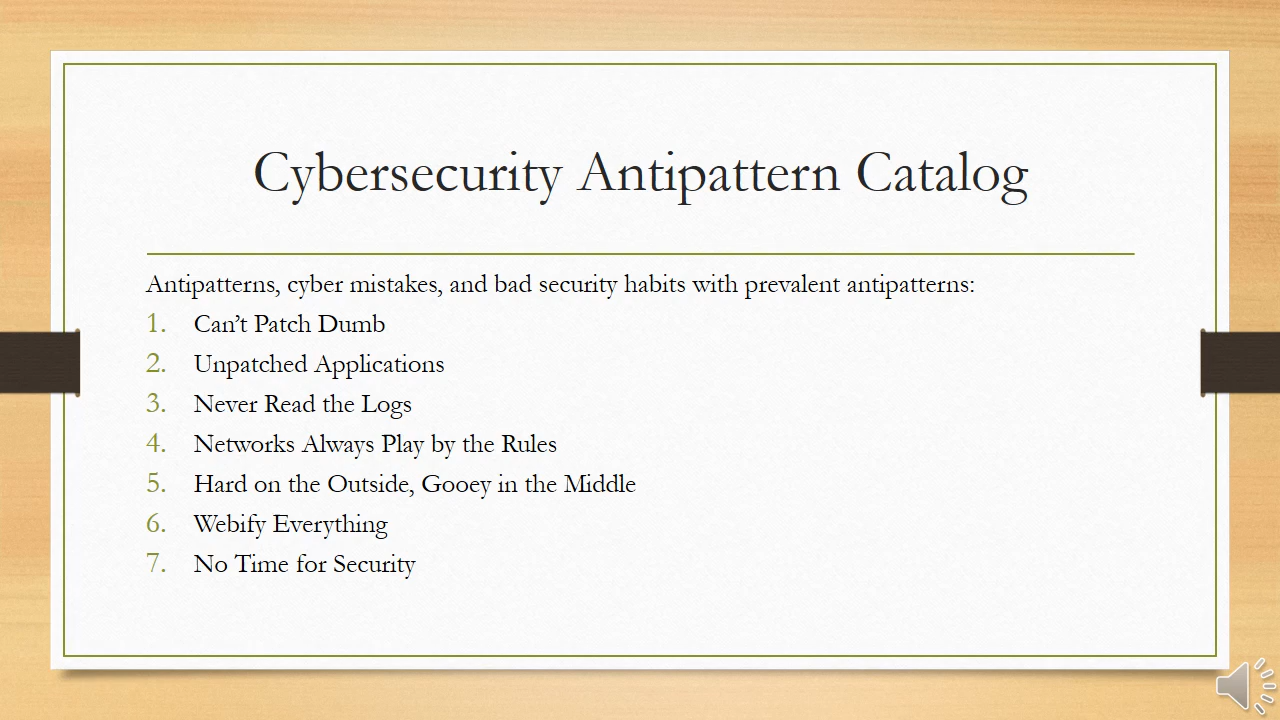 Cybersecurity Antipattern Catalog
Antipatterns, cyber mistakes, and bad security habits with prevalent antipatterns:
1. Can’t Patch Dumb
2. Unpatched Applications
3. Never Read the Logs
4. Networks Always Play by the Rules
5. Hard on the Outside, Gooey in the Middle
6. Webify Everything
7. No Time for Security